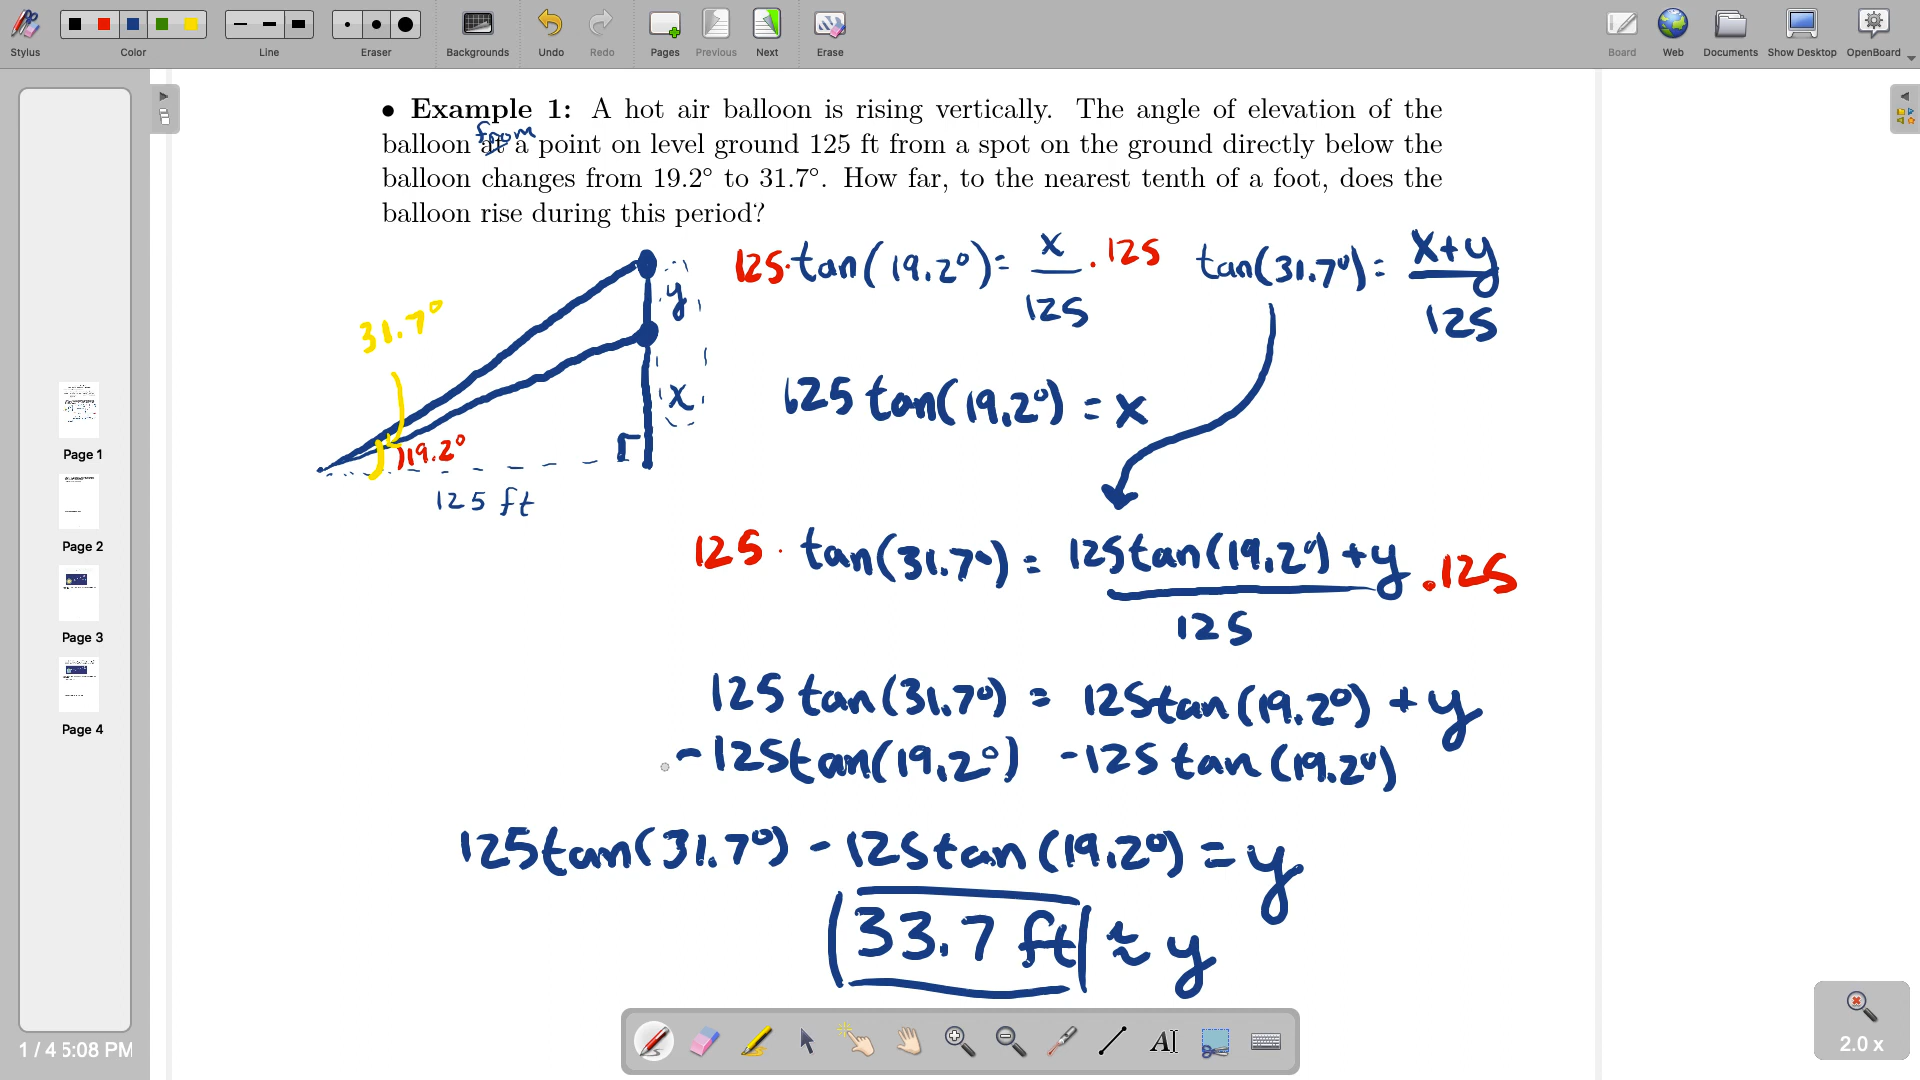 Stylus Color Line Eraser Backgrounds Undo Redo Pages Previous Next Erase Board Web Documents Show Desktop OpenBoard
• Example 1: A hot air balloon is rising vertically. The angle of elevation of the
from
balloon at a point on level ground 125 ft from a spot on the ground directly below the
balloon changes from 19.2° to 31.7°. How far, to the nearest tenth of a foot, does the
balloon rise during this period?
125·tan(19.2°)= x/125 ·125
tan(31.7°)= x+y/125
y
x
31.7°
19.2°
125 ft
125 tan(19.2°) = x
125 · tan(31.7°) = 125tan(19.2°)+y/125 ·125
125 tan(31.7°) = 125tan(19.2°) + y
-125tan(19.2°) -125 tan(19.2°)
125tan(31.7°) - 125tan(19.2°) = y
33.7 ft ≈ y
Page 1
Page 2
Page 3
Page 4
1 / 4 5:08 PM
AI
2.0 x